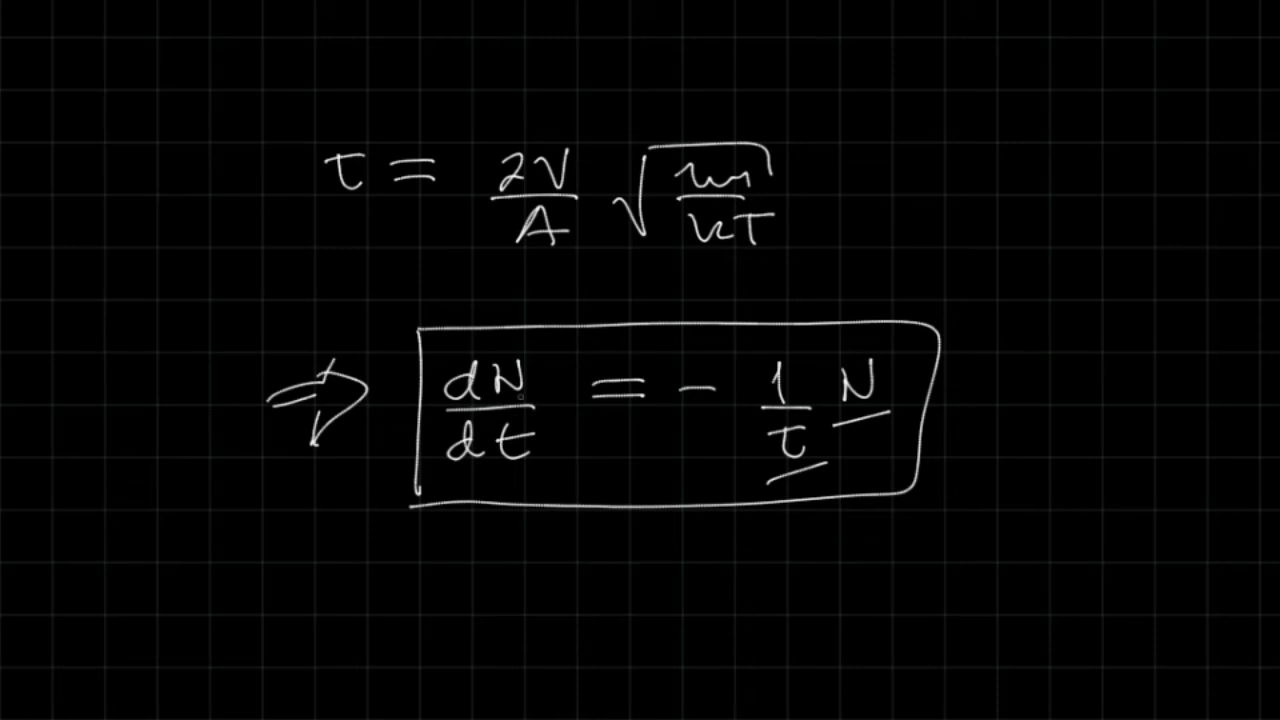 τ = 2V/A √(m/kT)
⇒ dN/dt = - 1/τ N